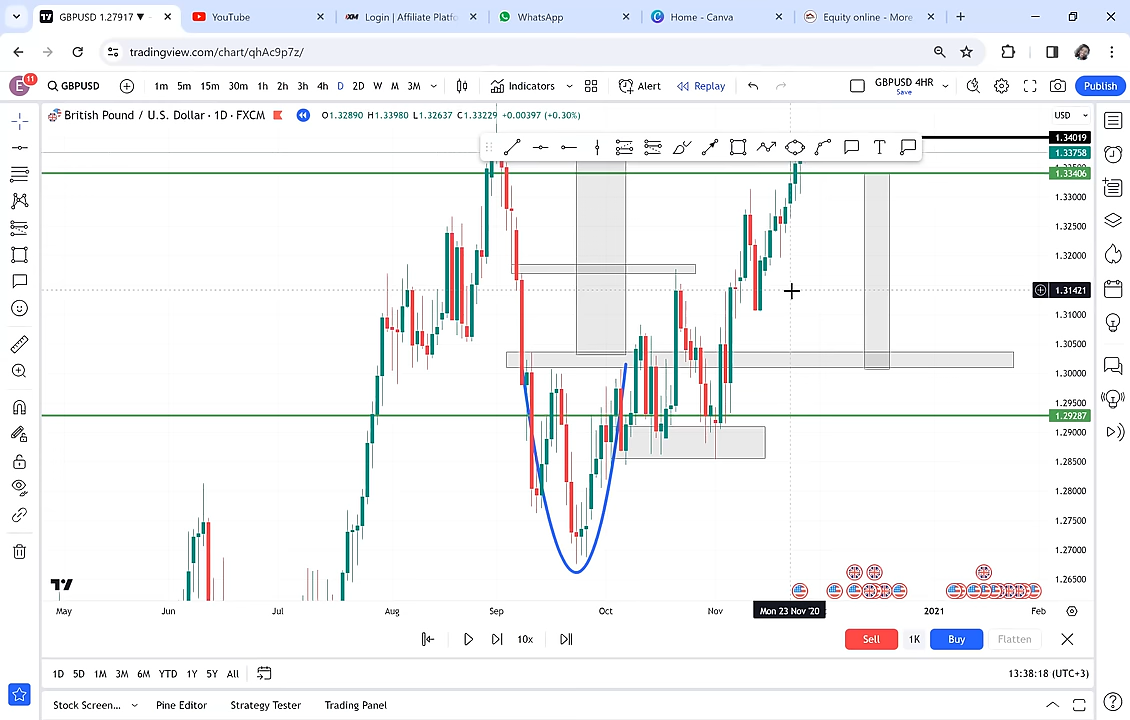 GBPUSD 1.27917 ▼
YouTube
XM Login | Affiliate Platfo
WhatsApp
Home - Canva
Equity online - More
tradingview.com/chart/qhAc9p7z/
E 11 GBPUSD 1m 5m 15m 30m 1h 2h 3h 4h D 2D W M 3M Indicators Alert Replay GBPUSD 4HR Save Publish
British Pound / U.S. Dollar · 1D · FXCM O1.32890 H1.33980 L1.32637 C1.33229 +0.00397 (+0.30%) USD
T
1.34019
1.33758
1.33406
1.33000
1.32500
1.32000
1.31421
1.31000
1.30500
1.30000
1.29500
1.29287
1.29000
1.28500
1.28000
1.27500
1.27000
1.26500
May Jun Jul Aug Sep Oct Nov Mon 23 Nov '20 2021 Feb
10x Sell 1K Buy Flatten
1D 5D 1M 3M 6M YTD 1Y 5Y All 13:38:18 (UTC+3)
Stock Screen... Pine Editor Strategy Tester Trading Panel